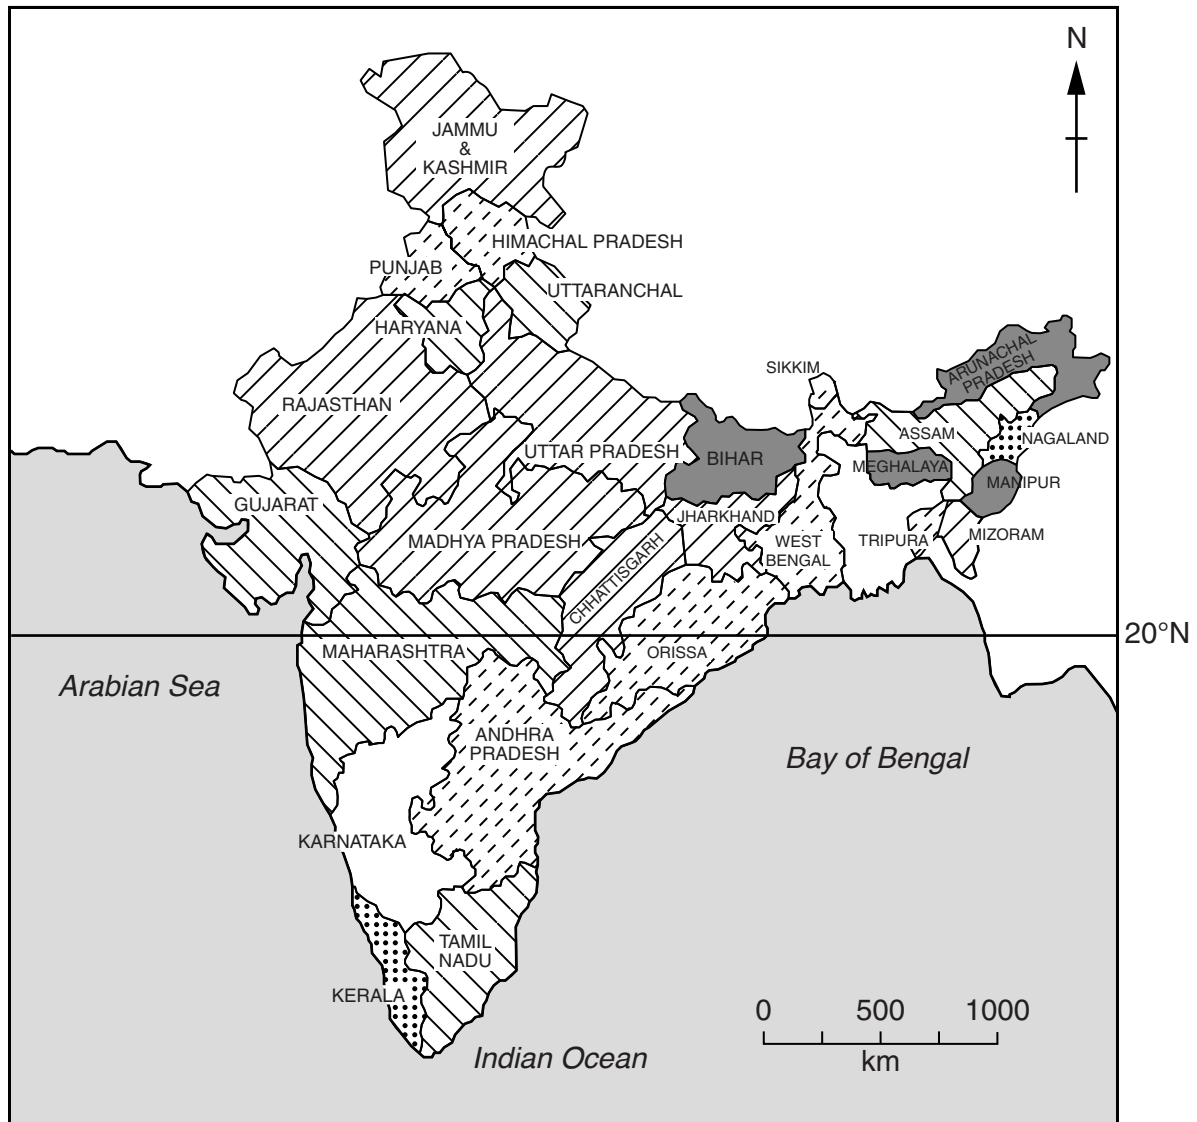 N
JAMMU
&
KASHMIR
HIMACHAL PRADESH
PUNJAB
UTTARANCHAL
HARYANA
SIKKIM
ARUNACHAL
PRADESH
RAJASTHAN
ASSAM
NAGALAND
UTTAR PRADESH
BIHAR
MEGHALAYA
MANIPUR
GUJARAT
JHARKHAND
MADHYA PRADESH
WEST
BENGAL
TRIPURA
MIZORAM
CHHATTISGARH
20°N
MAHARASHTRA
ORISSA
Arabian Sea
ANDHRA
PRADESH
Bay of Bengal
KARNATAKA
TAMIL
NADU
KERALA
0 500 1000
km
Indian Ocean